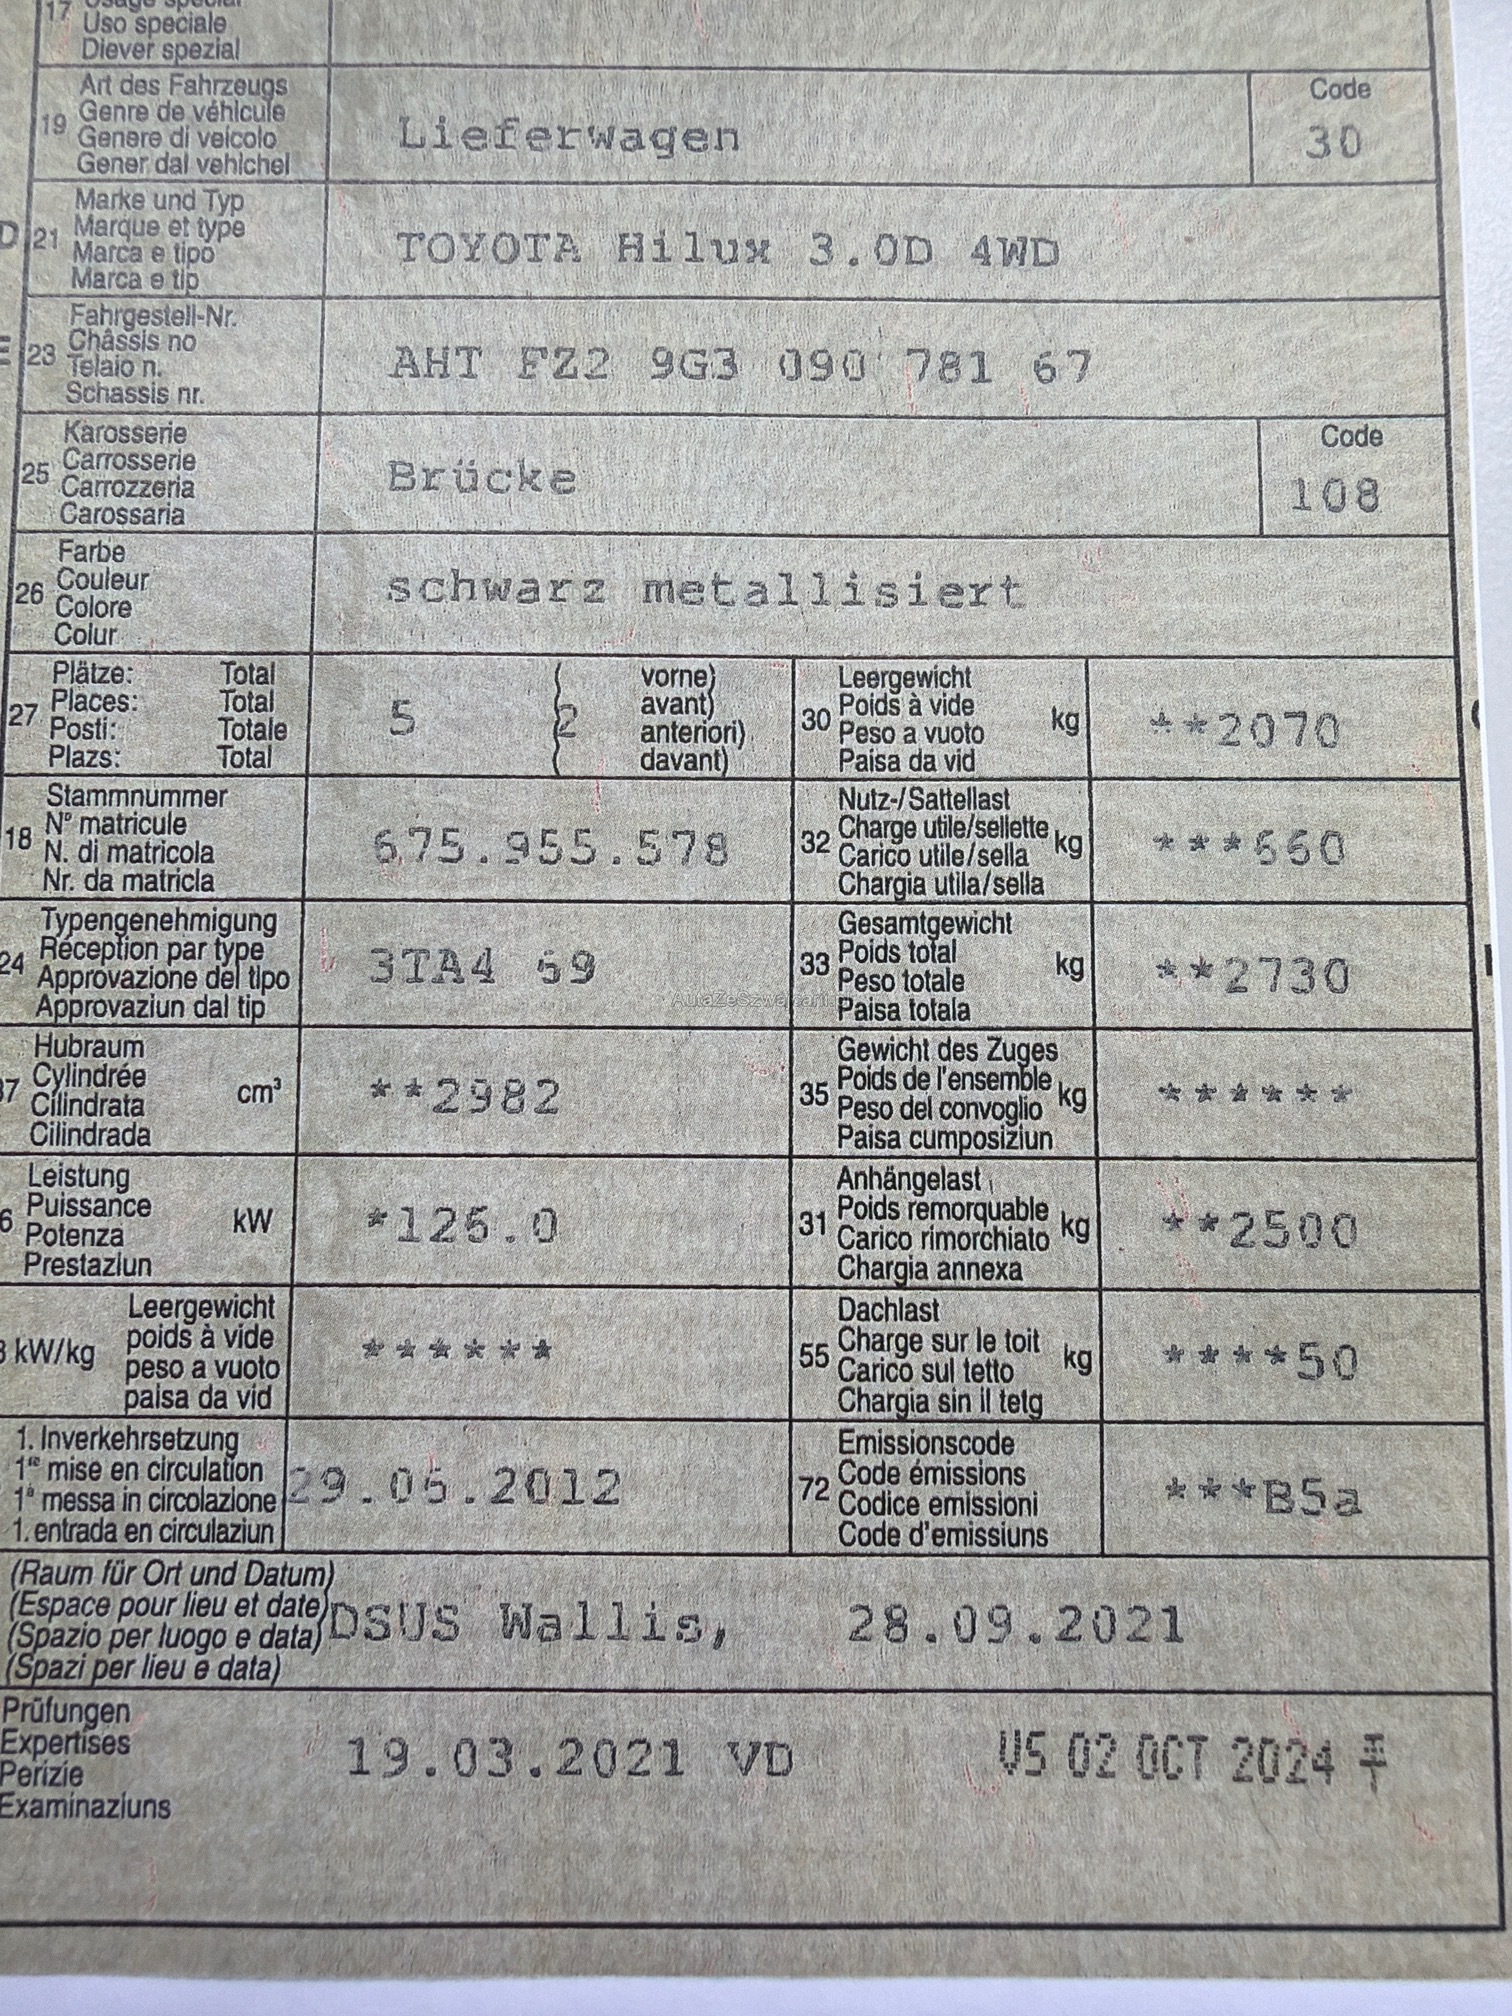 17 Usage spécial
Uso speciale
Diever spezial
Art des Fahrzeugs
19 Genre de véhicule
Genere di veicolo
Gener dal vehichel
Lieferwagen
Code
30
Marke und Typ
D 21 Marque et type
Marca e tipo
Marca e tip
TOYOTA Hilux 3.0D 4WD
Fahrgestell-Nr.
E 23 Châssis no
Telaio n.
Schassis nr.
AHT FZ2 9G3 090 781 67
Karosserie
25 Carrosserie
Carrozzeria
Carossaria
Brücke
Code
108
Farbe
26 Couleur
Colore
Colur
schwarz metallisiert
Plätze: Total
27 Places: Total
Posti: Totale
Plazs: Total
5 2
vorne)
avant)
anteriori)
davant)
Leergewicht
30 Poids à vide kg
Peso a vuoto
Paisa da vid
**2070
Stammnummer
18 N° matricule
N. di matricola
Nr. da matricla
675.955.578
Nutz-/Sattellast
32 Charge utile/sellette kg
Carico utile/sella
Chargia utila/sella
***660
Typengenehmigung
24 Réception par type
Approvazione del tipo
Approvaziun dal tip
3TA4 69
Gesamtgewicht
33 Poids total kg
Peso totale
Paisa totala
**2730
Hubraum
37 Cylindrée cm³
Cilindrata
Cilindrada
**2982
Gewicht des Zuges
35 Poids de l'ensemble kg
Peso del convoglio
Paisa cumposiziun
******
Leistung
6 Puissance kW
Potenza
Prestaziun
*126.0
Anhängelast
31 Poids remorquable kg
Carico rimorchiato
Chargia annexa
**2500
Leergewicht
kW/kg poids à vide
peso a vuoto
paisa da vid
******
Dachlast
55 Charge sur le toit kg
Carico sul tetto
Chargia sin il tetg
****50
1. Inverkehrsetzung
1re mise en circulation
1a messa in circolazione
1. entrada en circulaziun
29.05.2012
Emissionscode
72 Code émissions
Codice emissioni
Code d'emissiuns
***B5a
(Raum für Ort und Datum)
(Espace pour lieu et date)
(Spazio per luogo e data)
(Spazi per lieu e data)
DSUS Wallis, 28.09.2021
Prüfungen
Expertises
Perizie
Examinaziuns
19.03.2021 VD
VS 02 OCT 2024